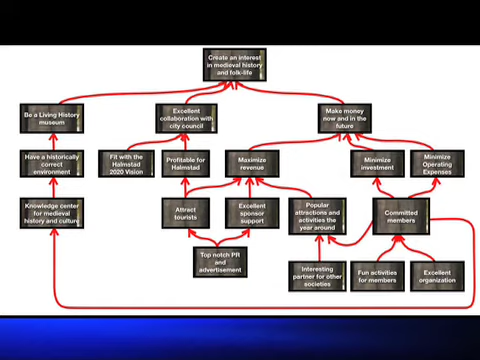 Create an interest
in medieval history
and folk-life
Be a Living History
museum
Excellent
collaboration with
city council
Make money
now and in the
future
Have a historically
correct
environment
Fit with the
Halmstad
2020 Vision
Profitable for
Halmstad
Maximize
revenue
Minimize
investment
Minimize
Operating
Expenses
Knowledge center
for medieval
history and culture
Attract
tourists
Excellent
sponsor
support
Popular
attractions and
activities the
year around
Committed
members
Top notch PR
and
advertisement
Interesting
partner for other
societies
Fun activities
for members
Excellent
organization